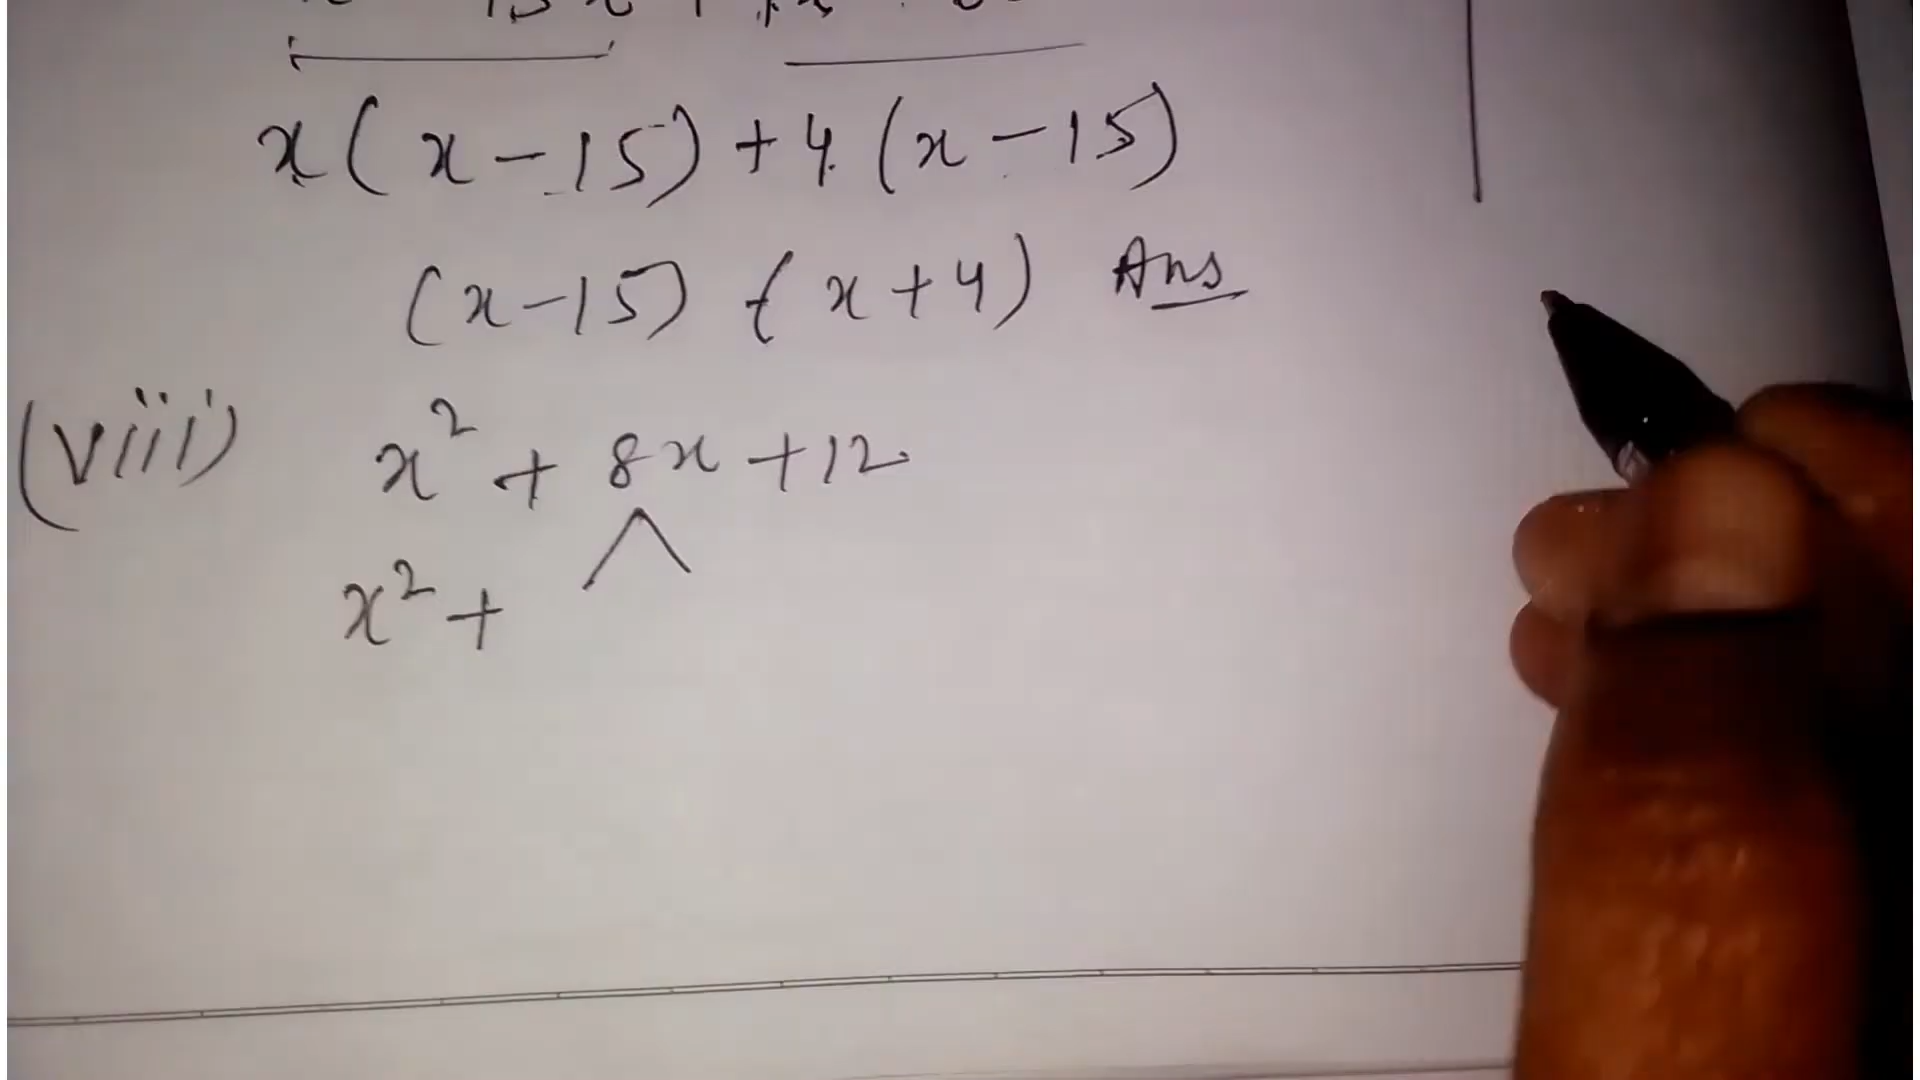 x(x-15)+4(x-15)
(x-15) (x+4) Ans
(viii) x² + 8x +12
x² +